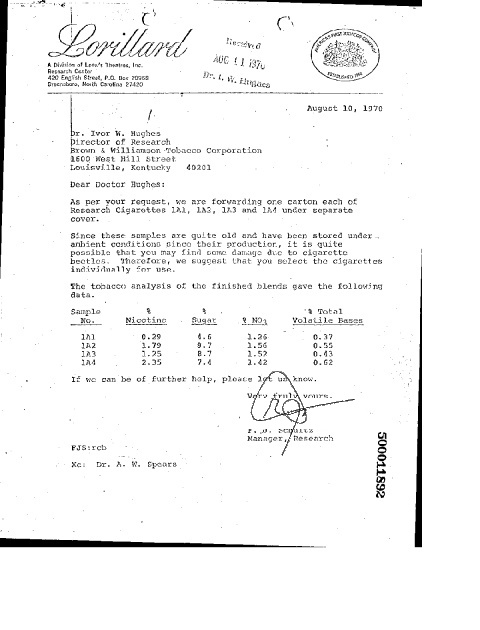 Lorillard
A Division of Loew's Theatres, Inc.
Research Center
420 English Street, P.O. Box 20958
Greensboro, North Carolina 27420
Received
AUG 11 1970
Dr. I. W. Hughes
AMERICA'S FIRST TOBACCO COMPANY
ESTABLISHED 1760
August 10, 1970
Dr. Ivor W. Hughes
Director of Research
Brown & Williamson Tobacco Corporation
1600 West Hill Street
Louisville, Kentucky 40201
Dear Doctor Hughes:
As per your request, we are forwarding one carton each of
Research Cigarettes 1A1, 1A2, 1A3 and 1A4 under separate
cover.
Since these samples are quite old and have been stored under
ambient conditions since their production, it is quite
possible that you may find some damage due to cigarette
beetles. Therefore, we suggest that you select the cigarettes
individually for use.
The tobacco analysis of the finished blends gave the following
data.
Sample % % % Total
No. Nicotine Sugar % NO3 Volatile Bases
1A1 0.29 4.6 1.26 0.37
1A2 1.79 9.7 1.56 0.55
1A3 1.25 8.7 1.52 0.43
1A4 2.35 7.4 1.42 0.62
If we can be of further help, please let us know.
Very truly yours,
F. J. Schultz
Manager, Research
FJS:rcb
Xc: Dr. A. W. Spears
500011892